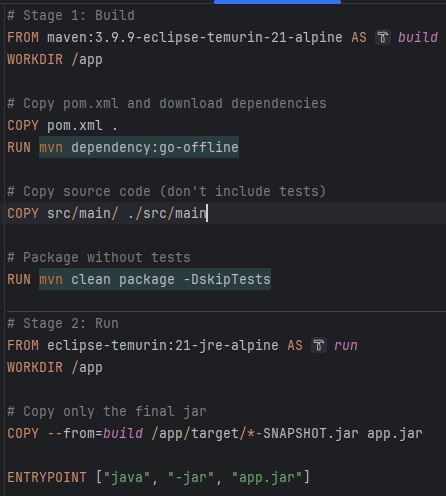 # Stage 1: Build
FROM maven:3.9.9-eclipse-temurin-21-alpine AS build
WORKDIR /app
# Copy pom.xml and download dependencies
COPY pom.xml .
RUN mvn dependency:go-offline
# Copy source code (don't include tests)
COPY src/main/ ./src/main
# Package without tests
RUN mvn clean package -DskipTests
# Stage 2: Run
FROM eclipse-temurin:21-jre-alpine AS run
WORKDIR /app
# Copy only the final jar
COPY --from=build /app/target/*-SNAPSHOT.jar app.jar
ENTRYPOINT ["java", "-jar", "app.jar"]